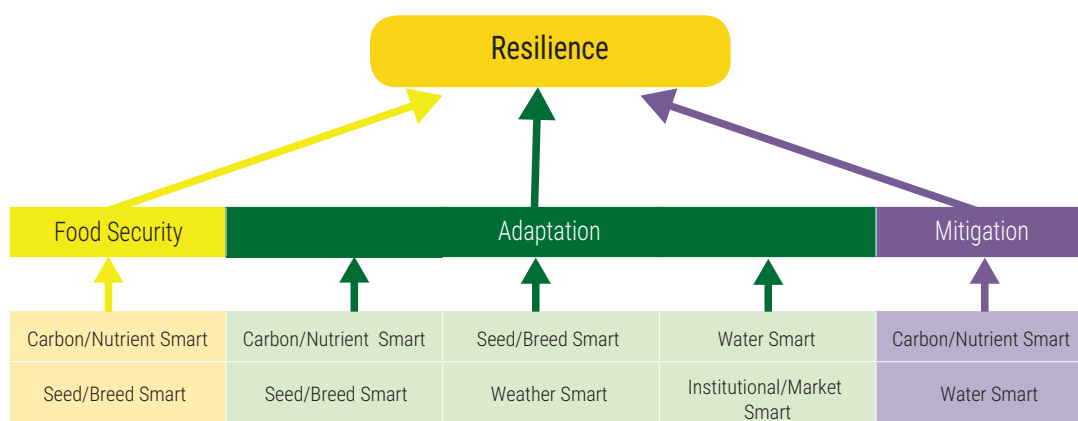 Resilience
Food Security
Adaptation
Mitigation
Carbon/Nutrient Smart
Carbon/Nutrient Smart
Seed/Breed Smart
Water Smart
Carbon/Nutrient Smart
Seed/Breed Smart
Seed/Breed Smart
Weather Smart
Institutional/Market
Smart
Water Smart